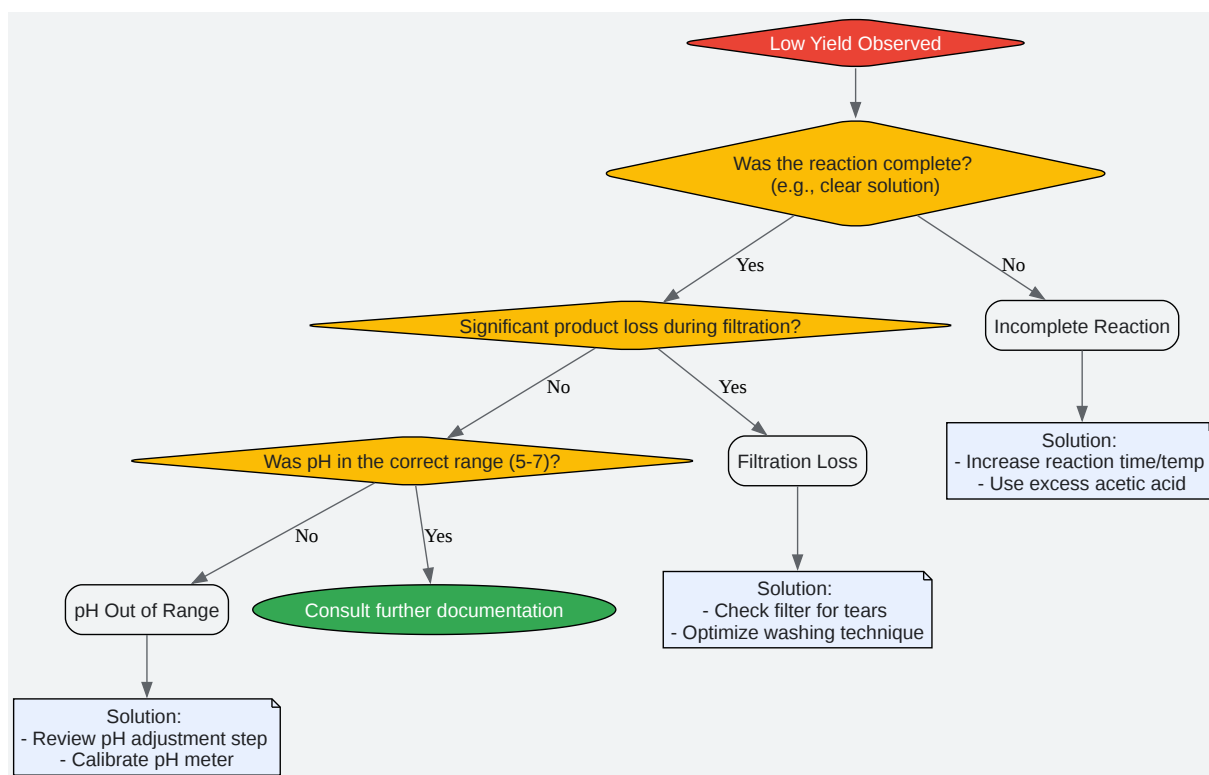 Low Yield Observed
Was the reaction complete?
(e.g., clear solution)
Yes
No
Significant product loss during filtration?
Incomplete Reaction
No
Yes
Solution:
- Increase reaction time/temp
- Use excess acetic acid
Was pH in the correct range (5-7)?
Filtration Loss
No
Yes
Solution:
- Check filter for tears
- Optimize washing technique
pH Out of Range
Consult further documentation
Solution:
- Review pH adjustment step
- Calibrate pH meter